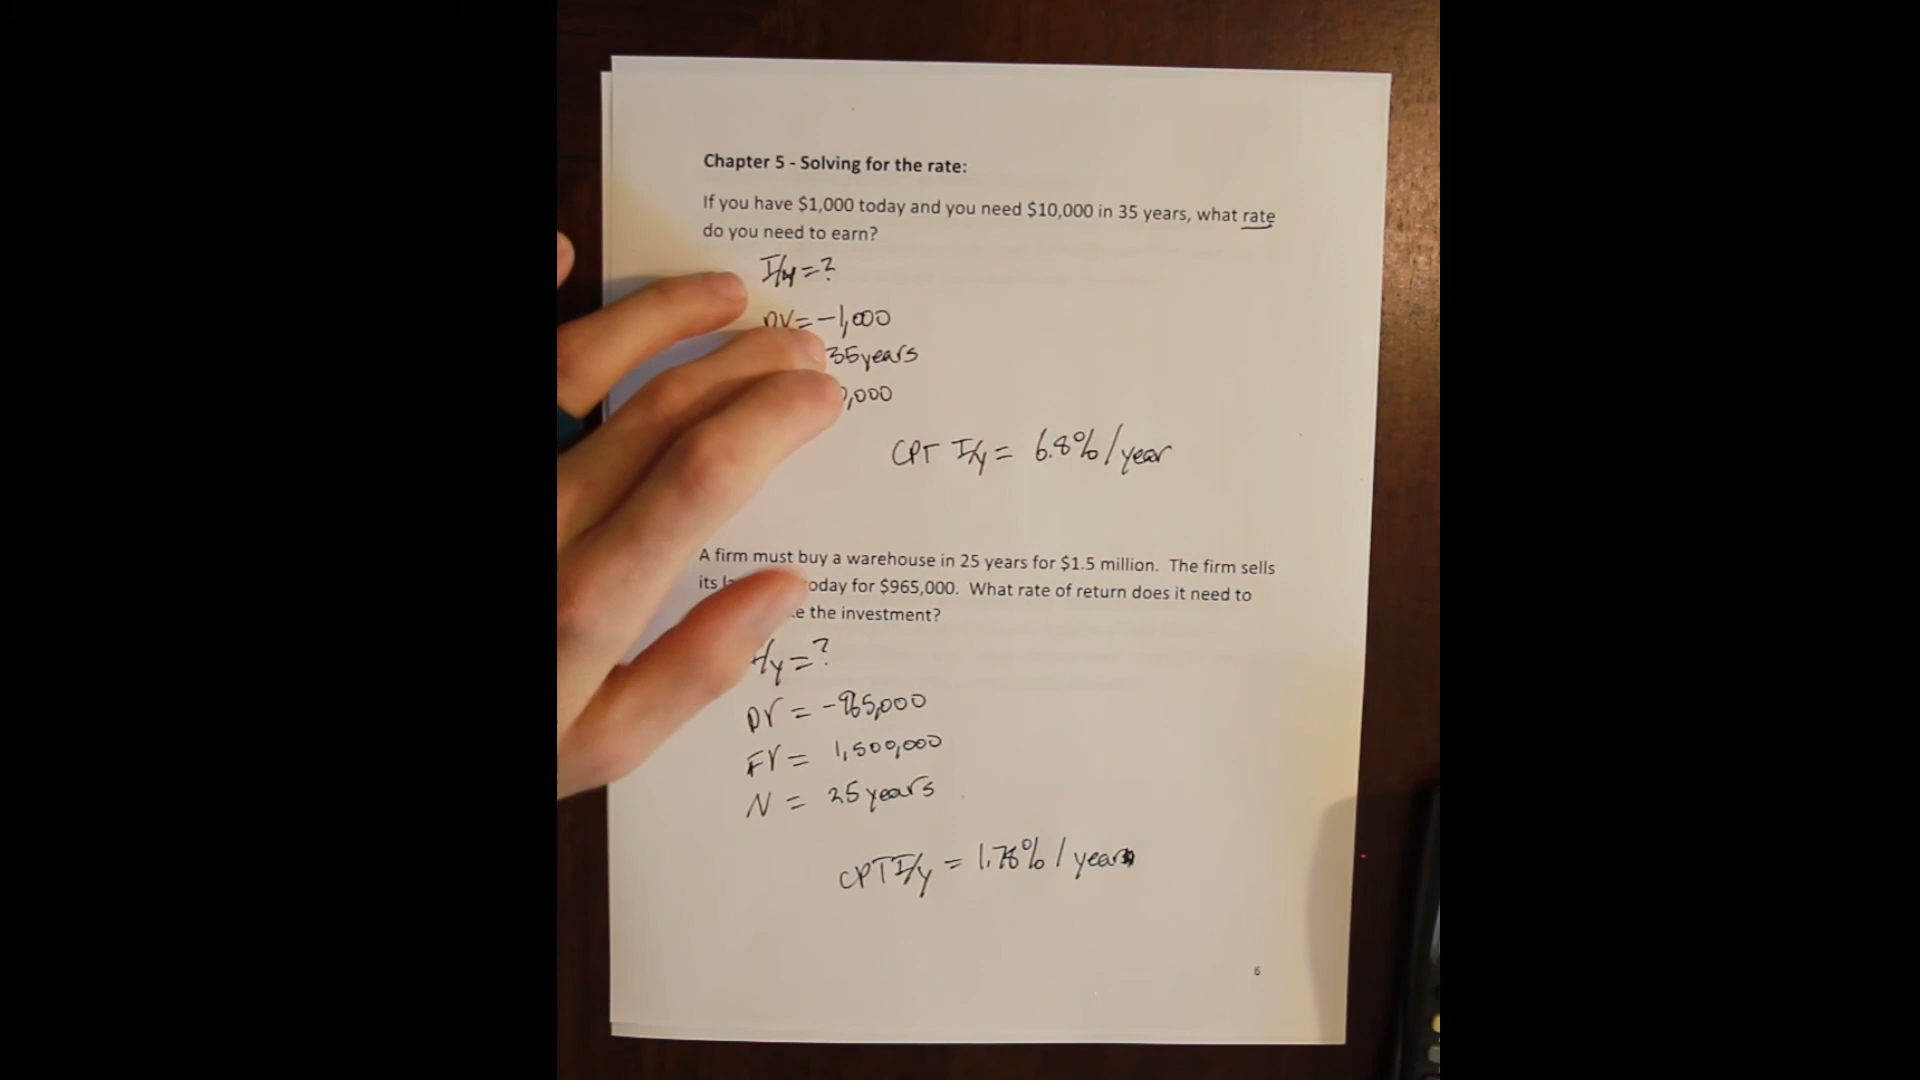 Chapter 5 - Solving for the rate:
If you have $1,000 today and you need $10,000 in 35 years, what rate
do you need to earn?
I/y = ?
PV = -1,000
35 years
,000
CPT I/y = 6.8% / year
A firm must buy a warehouse in 25 years for $1.5 million. The firm sells
its today for $965,000. What rate of return does it need to
the investment?
I/y = ?
PV = -965,000
FV = 1,500,000
N = 25 years
CPT I/y = 1.78% / year
6